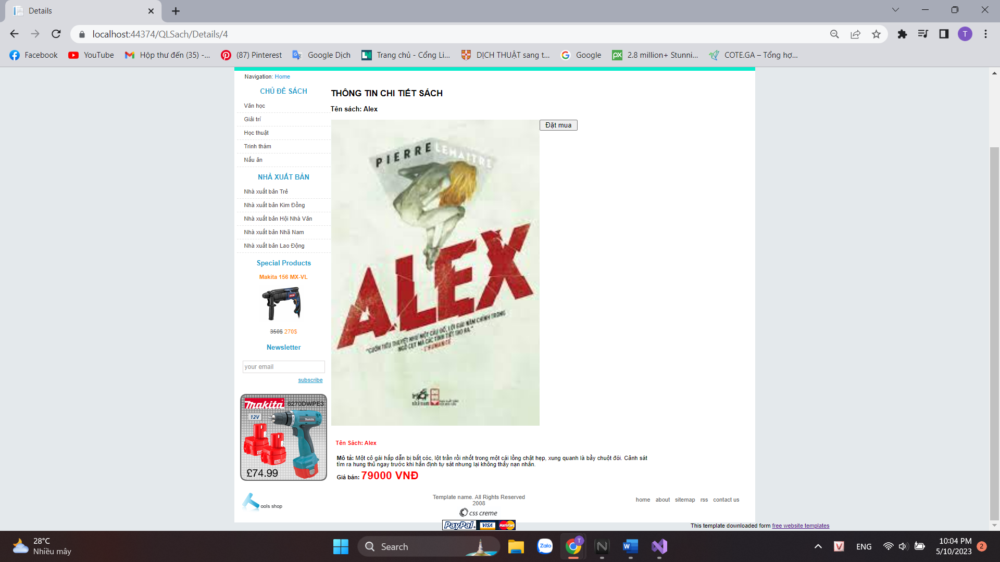 Details
localhost:44374/QLSach/Details/4
T
Facebook
YouTube
Hộp thư đến (35) -...
(87) Pinterest
Google Dịch
Trang chủ - Cổng Li...
DỊCH THUẬT sang t...
Google
2.8 million+ Stunni...
COTE.GA – Tổng hợ...
Navigation: Home
CHỦ ĐỀ SÁCH
Văn học
Giải trí
Học thuật
Trinh thám
Nấu ăn
NHÀ XUẤT BẢN
Nhà xuất bản Trẻ
Nhà xuất bản Kim Đồng
Nhà xuất bản Hội Nhà Văn
Nhà xuất bản Nhã Nam
Nhà xuất bản Lao Động
Special Products
Makita 156 MX-VL
350$ 270$
Newsletter
your email
subscribe
Makita 6270DWPE3
12V
£74.99
THÔNG TIN CHI TIẾT SÁCH
Tên sách: Alex
Đặt mua
PIERRE LEMAITRE
ALEX
"CUỐN TIỂU THUYẾT NHƯ MỘT CÂU ĐỐ, LỜI GIẢI NẰM CHÍNH TRONG
NGÕ CỤT MÀ CÁC TÌNH TIẾT TẠO RA."
- L'HUMANITÉ
Tên Sách: Alex
Mô tả: Một cô gái hấp dẫn bị bắt cóc, lột trần rồi nhốt trong một cái lồng chật hẹp, xung quanh là bầy chuột đói. Cảnh sát
tìm ra hung thủ ngay trước khi hắn định tự sát nhưng lại không thấy nạn nhân.
Giá bán: 79000 VNĐ
ools shop
Template name. All Rights Reserved
2008
css creme
PayPal VISA MasterCard
home about sitemap rss contact us
This template downloaded form free website templates
28°C
Nhiều mây
Search
Zalo
T
ENG
10:04 PM
5/10/2023
2